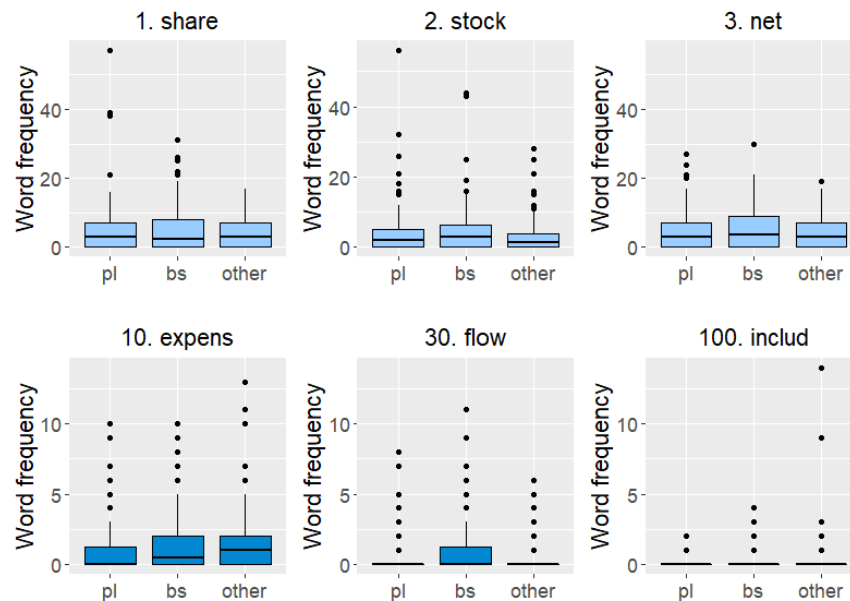 1. share
2. stock
3. net
Word frequency
40
20
0
pl bs other
Word frequency
40
20
0
pl bs other
Word frequency
40
20
0
pl bs other
10. expens
30. flow
100. includ
Word frequency
10
5
0
pl bs other
Word frequency
10
5
0
pl bs other
Word frequency
10
5
0
pl bs other